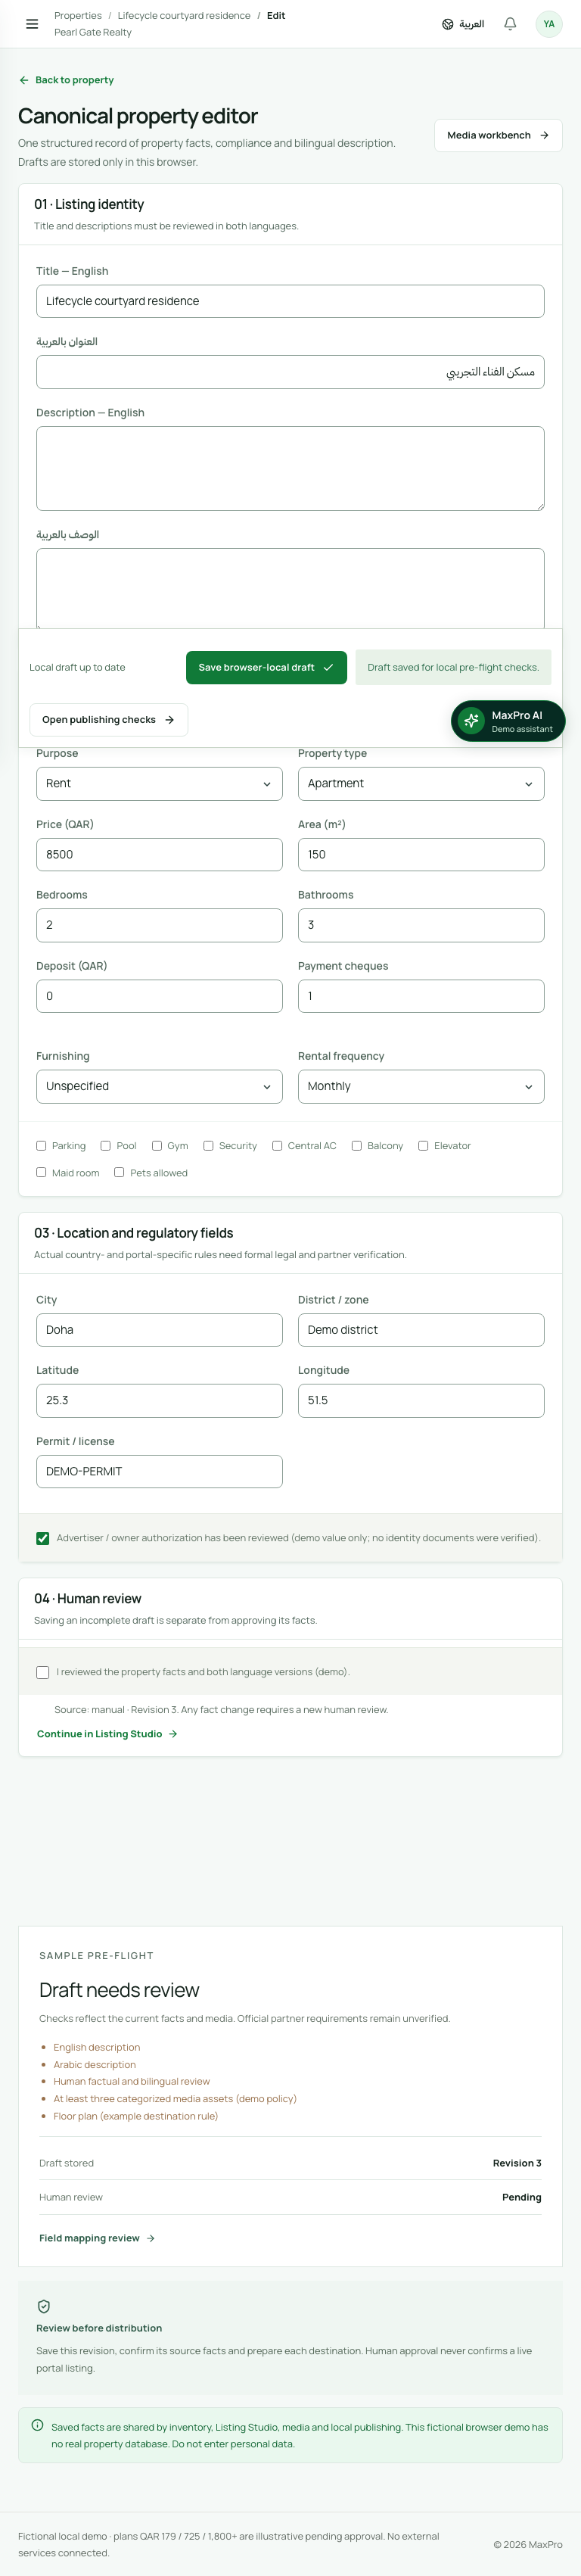 Properties / Lifecycle courtyard residence / Edit
Pearl Gate Realty
العربية
YA
Back to property
Canonical property editor
One structured record of property facts, compliance and bilingual description.
Drafts are stored only in this browser.
Media workbench
01 · Listing identity
Title and descriptions must be reviewed in both languages.
Title — English
Lifecycle courtyard residence
العنوان بالعربية
مسكن الفناء التجريبي
Description — English
الوصف بالعربية
Local draft up to date
Save browser-local draft
Draft saved for local pre-flight checks.
Open publishing checks
MaxPro AI
Demo assistant
Purpose
Property type
Rent
Apartment
Price (QAR)
Area (m²)
8500
150
Bedrooms
Bathrooms
2
3
Deposit (QAR)
Payment cheques
0
1
Furnishing
Rental frequency
Unspecified
Monthly
Parking Pool Gym Security Central AC Balcony Elevator
Maid room Pets allowed
03 · Location and regulatory fields
Actual country- and portal-specific rules need formal legal and partner verification.
City
District / zone
Doha
Demo district
Latitude
Longitude
25.3
51.5
Permit / license
DEMO-PERMIT
Advertiser / owner authorization has been reviewed (demo value only; no identity documents were verified).
04 · Human review
Saving an incomplete draft is separate from approving its facts.
I reviewed the property facts and both language versions (demo).
Source: manual · Revision 3. Any fact change requires a new human review.
Continue in Listing Studio
SAMPLE PRE-FLIGHT
Draft needs review
Checks reflect the current facts and media. Official partner requirements remain unverified.
English description
Arabic description
Human factual and bilingual review
At least three categorized media assets (demo policy)
Floor plan (example destination rule)
Draft stored
Revision 3
Human review
Pending
Field mapping review
Review before distribution
Save this revision, confirm its source facts and prepare each destination. Human approval never confirms a live
portal listing.
Saved facts are shared by inventory, Listing Studio, media and local publishing. This fictional browser demo has
no real property database. Do not enter personal data.
Fictional local demo · plans QAR 179 / 725 / 1,800+ are illustrative pending approval. No external
services connected.
© 2026 MaxPro